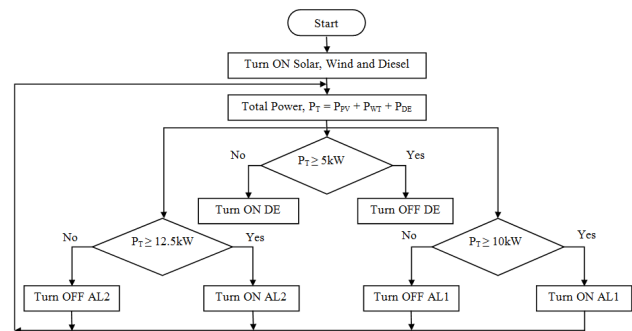 Start
Turn ON Solar, Wind and Diesel
Total Power, P_T = P_PV + P_WT + P_DE
No
P_T ≥ 5kW
Yes
Turn ON DE
Turn OFF DE
No
P_T ≥ 12.5kW
Yes
No
P_T ≥ 10kW
Yes
Turn OFF AL2
Turn ON AL2
Turn OFF AL1
Turn ON AL1